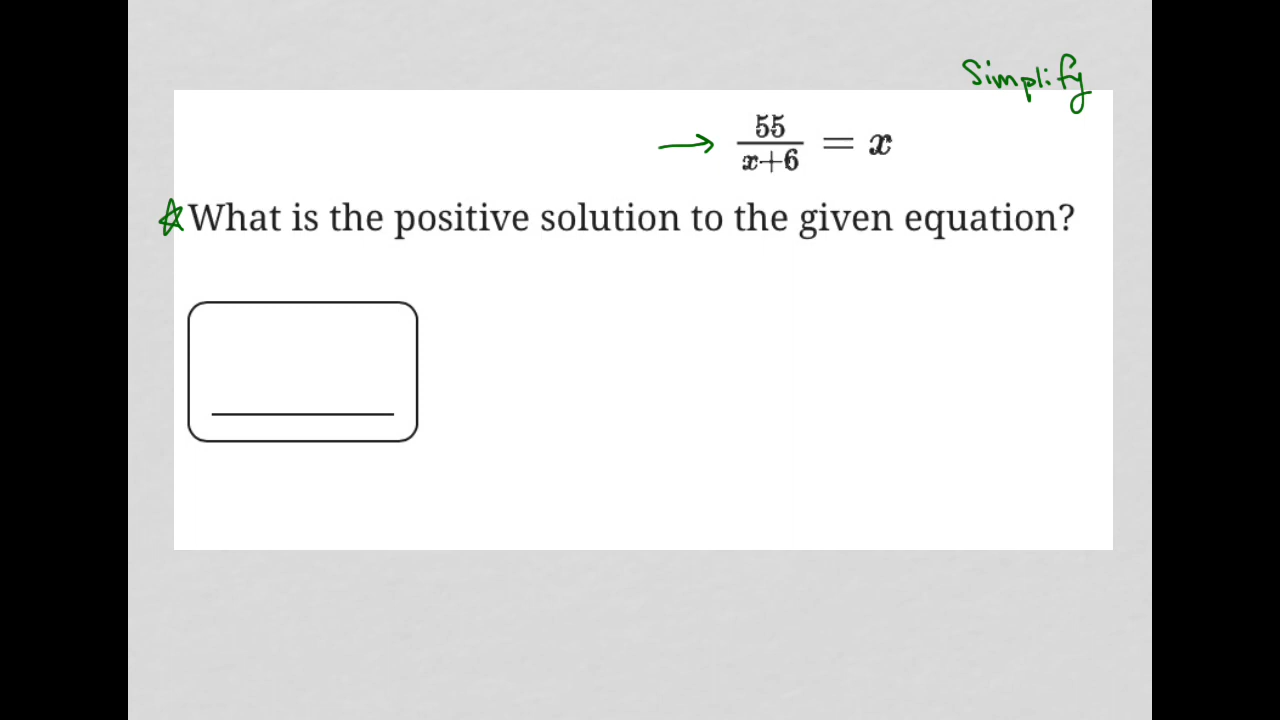 Simplify
→ 55/(x+6) = x
☆What is the positive solution to the given equation?